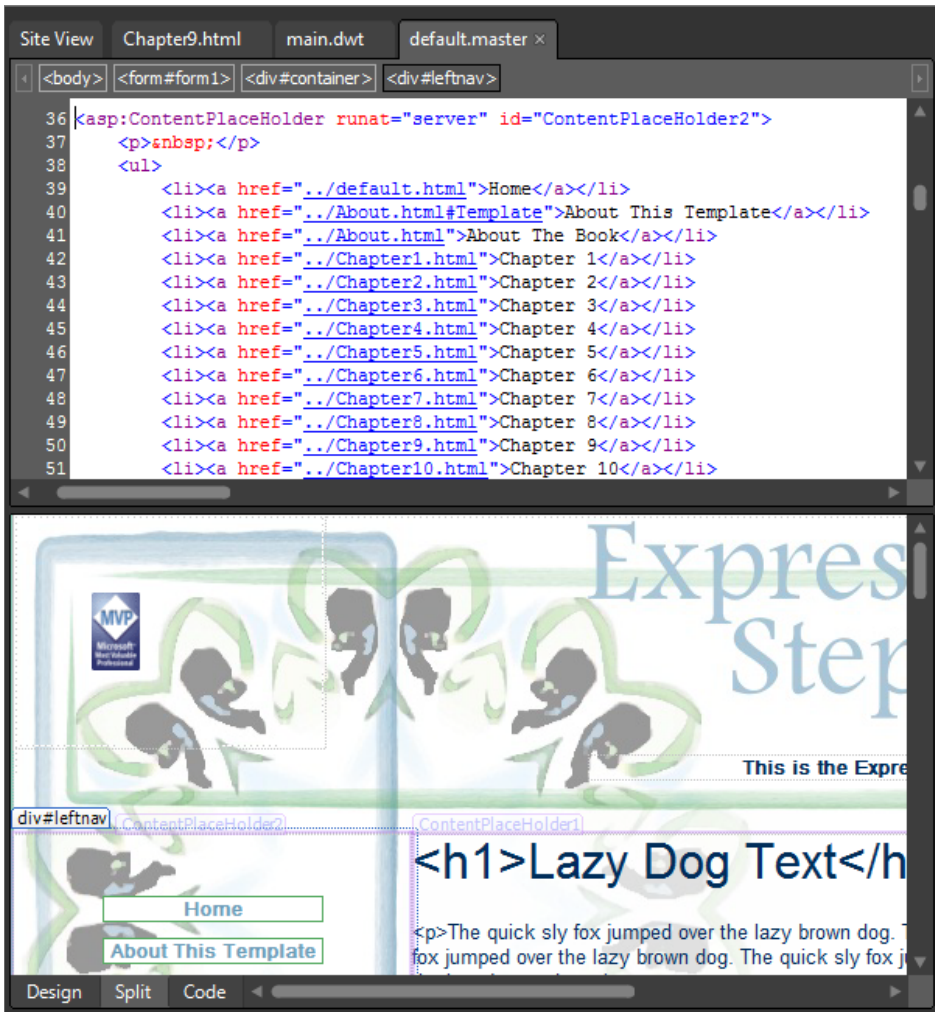 Site View Chapter9.html main.dwt default.master ×
<body> <form#form1> <div#container> <div#leftnav>
36 <asp:ContentPlaceHolder runat="server" id="ContentPlaceHolder2">
37 <p>&nbsp;</p>
38 <ul>
39 <li><a href="../default.html">Home</a></li>
40 <li><a href="../About.html#Template">About This Template</a></li>
41 <li><a href="../About.html">About The Book</a></li>
42 <li><a href="../Chapter1.html">Chapter 1</a></li>
43 <li><a href="../Chapter2.html">Chapter 2</a></li>
44 <li><a href="../Chapter3.html">Chapter 3</a></li>
45 <li><a href="../Chapter4.html">Chapter 4</a></li>
46 <li><a href="../Chapter5.html">Chapter 5</a></li>
47 <li><a href="../Chapter6.html">Chapter 6</a></li>
48 <li><a href="../Chapter7.html">Chapter 7</a></li>
49 <li><a href="../Chapter8.html">Chapter 8</a></li>
50 <li><a href="../Chapter9.html">Chapter 9</a></li>
51 <li><a href="../Chapter10.html">Chapter 10</a></li>
Expres
Step
MVP
Microsoft
Most Valuable
Professional
This is the Expre
div#leftnav ContentPlaceHolder2 ContentPlaceHolder1
<h1>Lazy Dog Text</h
Home
<p>The quick sly fox jumped over the lazy brown dog. T
About This Template
fox jumped over the lazy brown dog. The quick sly fox ju
Design Split Code